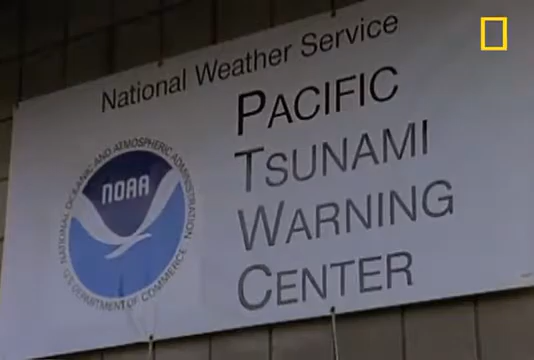 National Weather Service
PACIFIC
TSUNAMI
WARNING
CENTER
NATIONAL OCEANIC AND ATMOSPHERIC ADMINISTRATION
NOAA
U.S. DEPARTMENT OF COMMERCE